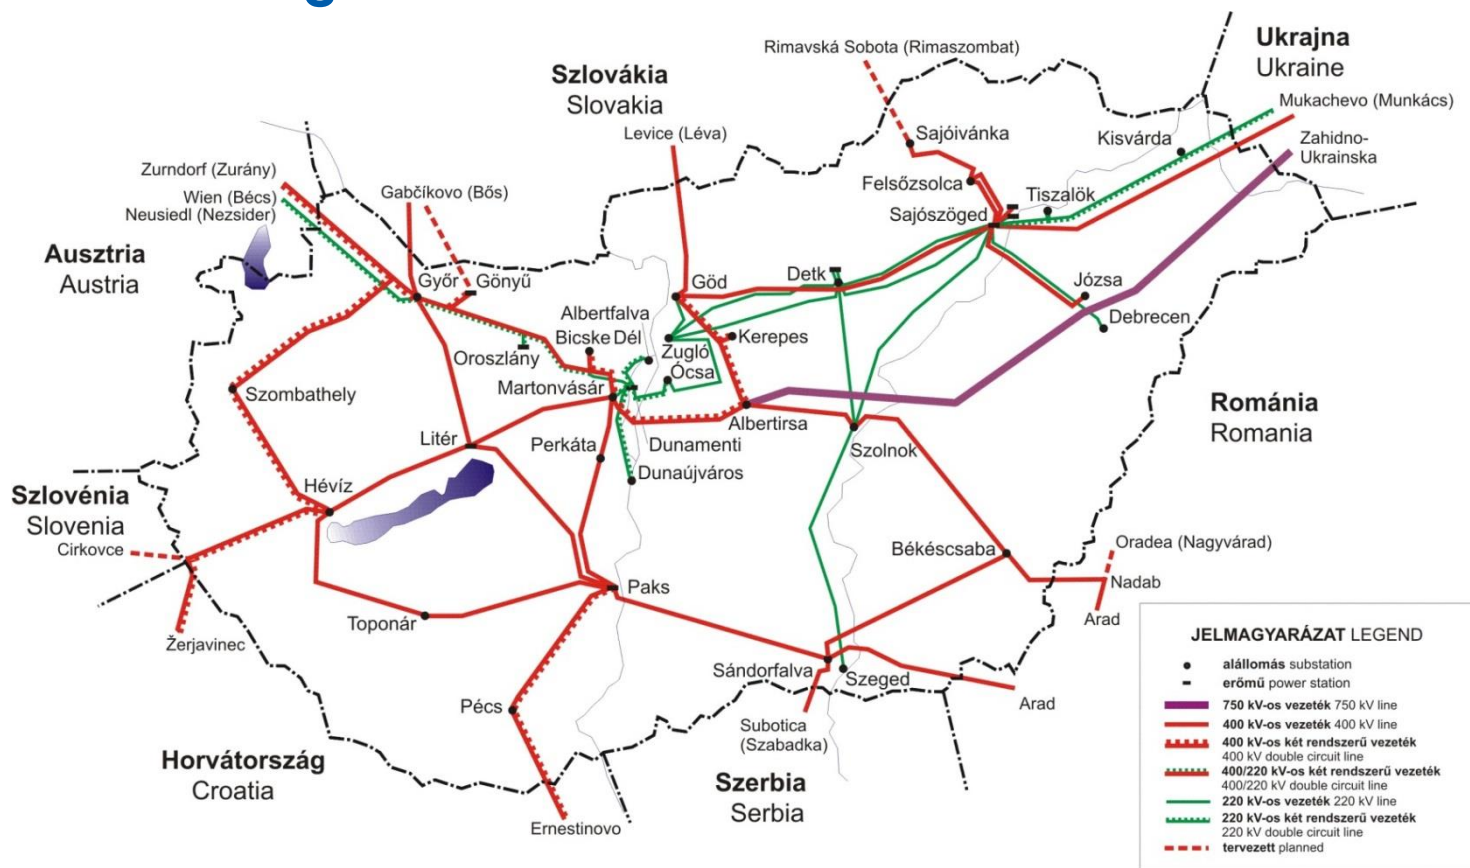 Rimavská Sobota (Rimaszombat)
Ukrajna
Ukraine
Szlovákia
Slovakia
Mukachevo (Munkács)
Levice (Léva)
Sajóivánka
Kisvárda
Zahidno-
Ukrainska
Zurndorf (Zurány)
Wien (Bécs)
Neusiedl (Nezsider)
Gabčíkovo (Bős)
Felsőzsolca
Tiszalök
Sajószöged
Ausztria
Austria
Győr
Gönyű
Göd
Detk
Józsa
Debrecen
Albertfalva
Bicske Dél
Kerepes
Oroszlány
Zugló
Ócsa
Szombathely
Martonvásár
Románia
Romania
Litér
Albertirsa
Perkáta
Dunamenti
Szolnok
Dunaújváros
Hévíz
Szlovénia
Slovenia
Cirkovce
Békéscsaba
Oradea (Nagyvárad)
Nadab
Paks
Toponár
Arad
Žerjavinec
Sándorfalva
Szeged
Arad
Pécs
Subotica
(Szabadka)
Horvátország
Croatia
Szerbia
Serbia
Ernestinovo
JELMAGYARÁZAT LEGEND
alállomás substation
erőmű power station
750 kV-os vezeték 750 kV line
400 kV-os vezeték 400 kV line
400 kV-os két rendszerű vezeték
400 kV double circuit line
400/220 kV-os két rendszerű vezeték
400/220 kV double circuit line
220 kV-os vezeték 220 kV line
220 kV-os két rendszerű vezeték
220 kV double circuit line
tervezett planned